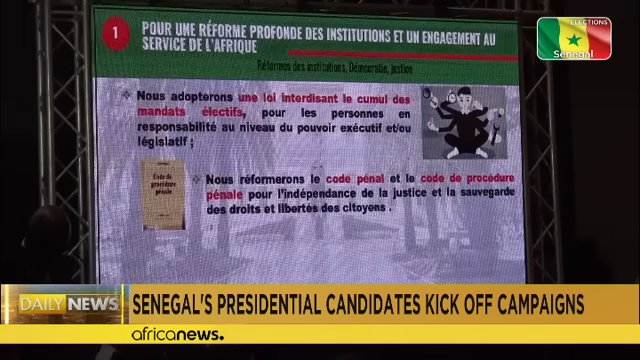 1
POUR UNE RÉFORME PROFONDE DES INSTITUTIONS ET UN ENGAGEMENT AU
SERVICE DE L'AFRIQUE
Réformes des institutions, Démocratie, justice
ELECTIONS
Senegal
Nous adopterons une loi interdisant le cumul des
mandats électifs, pour les personnes en
responsabilité au niveau du pouvoir exécutif et/ou
législatif ;
Code de
procédure
pénale
Nous réformerons le code pénal et le code de procédure
pénale pour l'indépendance de la justice et la sauvegarde
des droits et libertés des citoyens .
DAILY NEWS
SENEGAL'S PRESIDENTIAL CANDIDATES KICK OFF CAMPAIGNS
africanews.